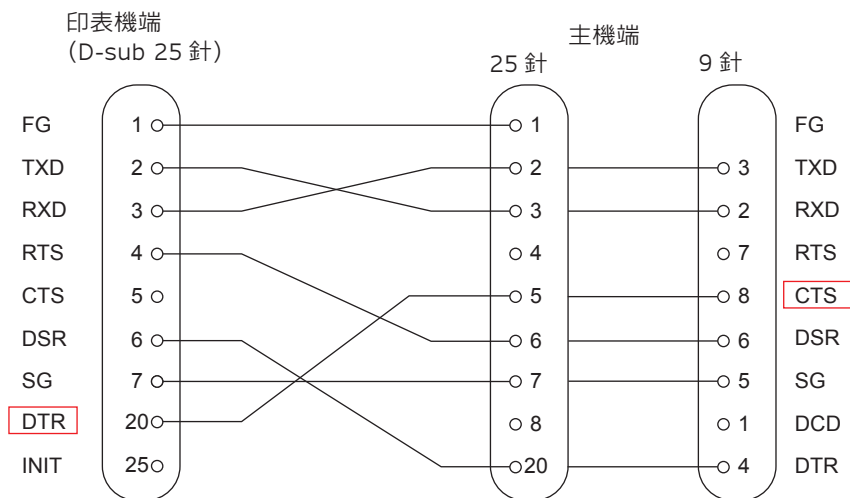 印表機端
(D-sub 25 針)
主機端
25 針
9 針
FG 1 1 FG
TXD 2 2 3 TXD
RXD 3 3 2 RXD
RTS 4 4 7 RTS
CTS 5 5 8 CTS
DSR 6 6 6 DSR
SG 7 7 5 SG
DTR 20 8 1 DCD
INIT 25 20 4 DTR